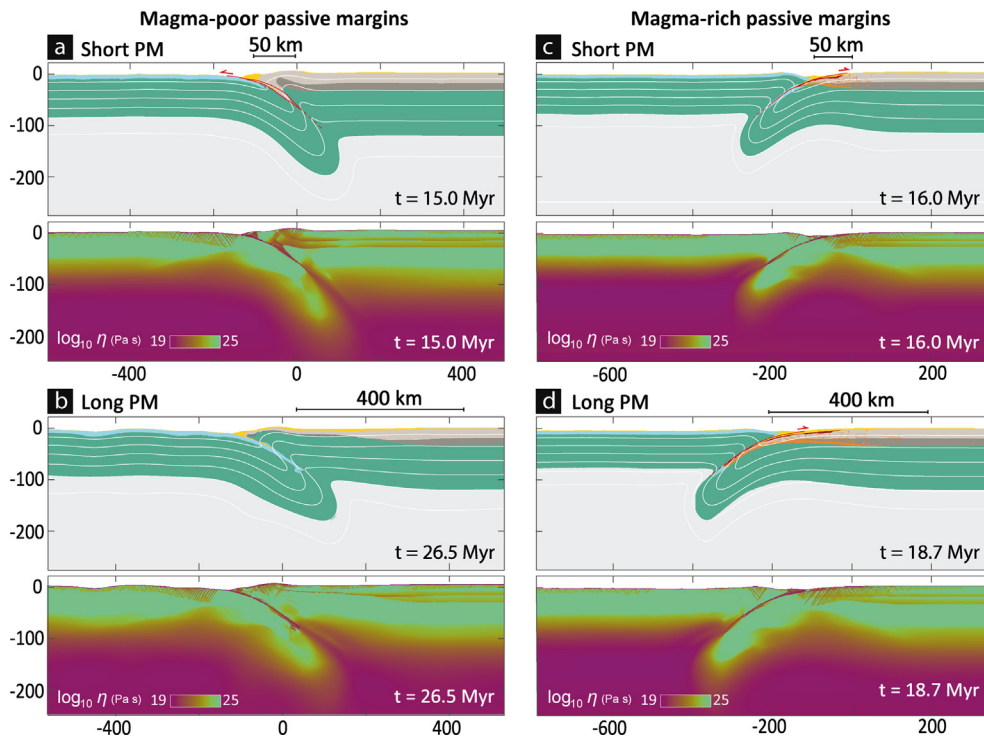 Magma-poor passive margins
a Short PM
50 km
0
-100
-200
t = 15.0 Myr
0
-100
-200
log10 η (Pa s) 19 25
t = 15.0 Myr
-400 0 400
b Long PM
400 km
0
-100
-200
t = 26.5 Myr
0
-100
-200
log10 η (Pa s) 19 25
t = 26.5 Myr
-400 0 400
Magma-rich passive margins
c Short PM
50 km
t = 16.0 Myr
log10 η (Pa s) 19 25
t = 16.0 Myr
-600 -200 200
d Long PM
400 km
t = 18.7 Myr
log10 η (Pa s) 19 25
t = 18.7 Myr
-600 -200 200